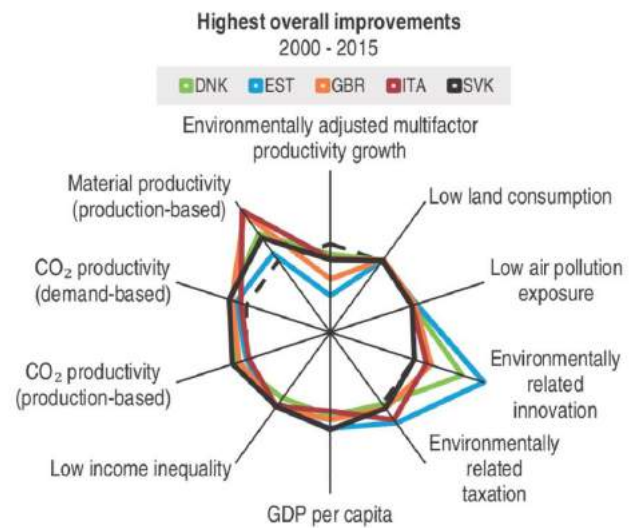 Highest overall improvements
2000 - 2015
DNK EST GBR ITA SVK
Environmentally adjusted multifactor
productivity growth
Material productivity
(production-based)
Low land consumption
CO₂ productivity
(demand-based)
Low air pollution
exposure
CO₂ productivity
(production-based)
Environmentally
related
innovation
Low income inequality
Environmentally
related
taxation
GDP per capita